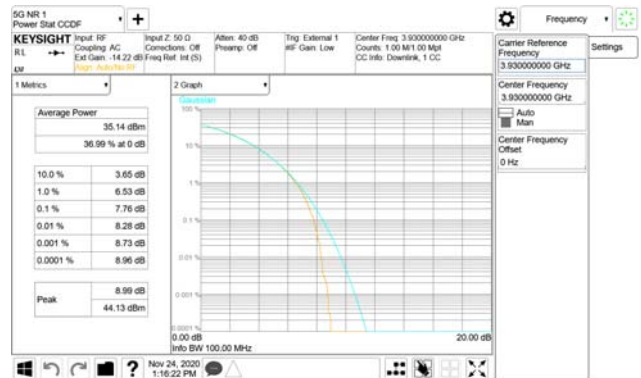 5G NR 1
Power Stat CCDF
Frequency
KEYSIGHT
RL
Input: RF
Coupling: AC
Ext Gain: -14.22 dB
Align: Auto/No RF
Input Z: 50 Ω
Corrections: Off
Freq Ref: Int (S)
Atten: 40 dB
Preamp: Off
Trig: External 1
#IF Gain: Low
Center Freq: 3.930000000 GHz
Counts: 1.00 M/1.00 Mpt
CC Info: Downlink, 1 CC
Carrier Reference Frequency
3.930000000 GHz
Settings
Center Frequency
3.930000000 GHz
Auto
Man
Center Frequency Offset
0 Hz
1 Metrics
Average Power
35.14 dBm
36.99 % at 0 dB
10.0 % 3.65 dB
1.0 % 6.53 dB
0.1 % 7.76 dB
0.01 % 8.28 dB
0.001 % 8.73 dB
0.0001 % 8.96 dB
Peak
8.99 dB
44.13 dBm
2 Graph
Gaussian
100 %
10 %
1 %
0.1 %
0.01 %
0.001 %
0.0001 %
0.00 dB
20.00 dB
Info BW 100.00 MHz
?
Nov 24, 2020
1:16:22 PM